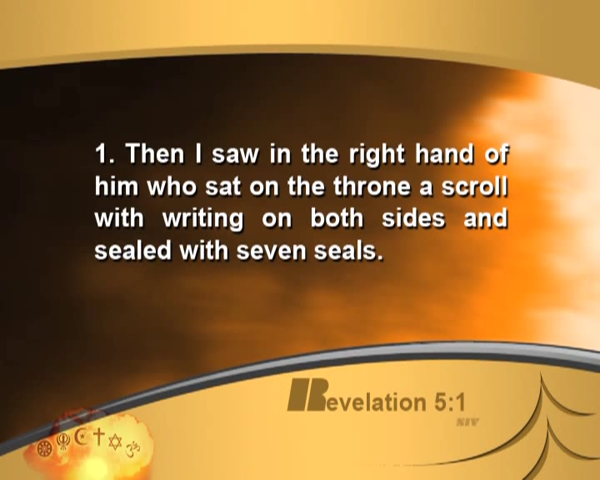 1. Then I saw in the right hand of
him who sat on the throne a scroll
with writing on both sides and
sealed with seven seals.
Revelation 5:1
NIV